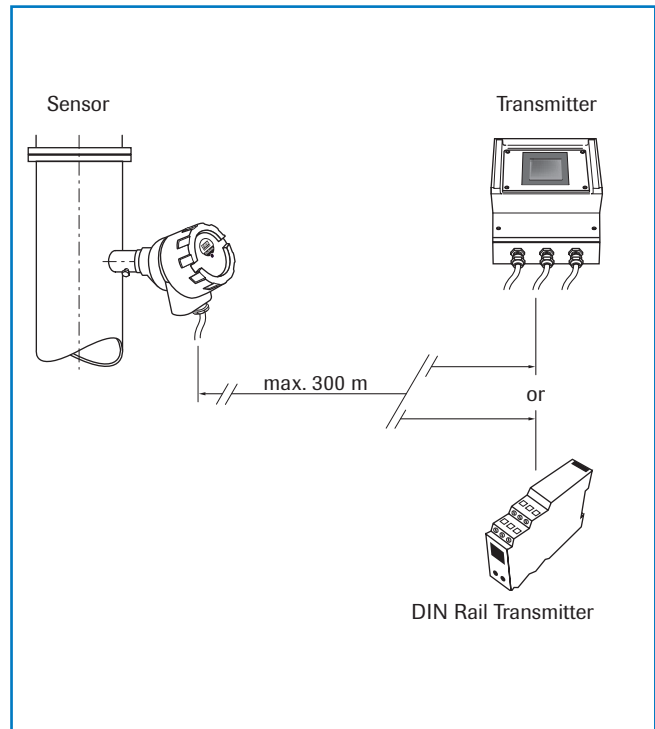 Sensor
Transmitter
max. 300 m
or
DIN Rail Transmitter